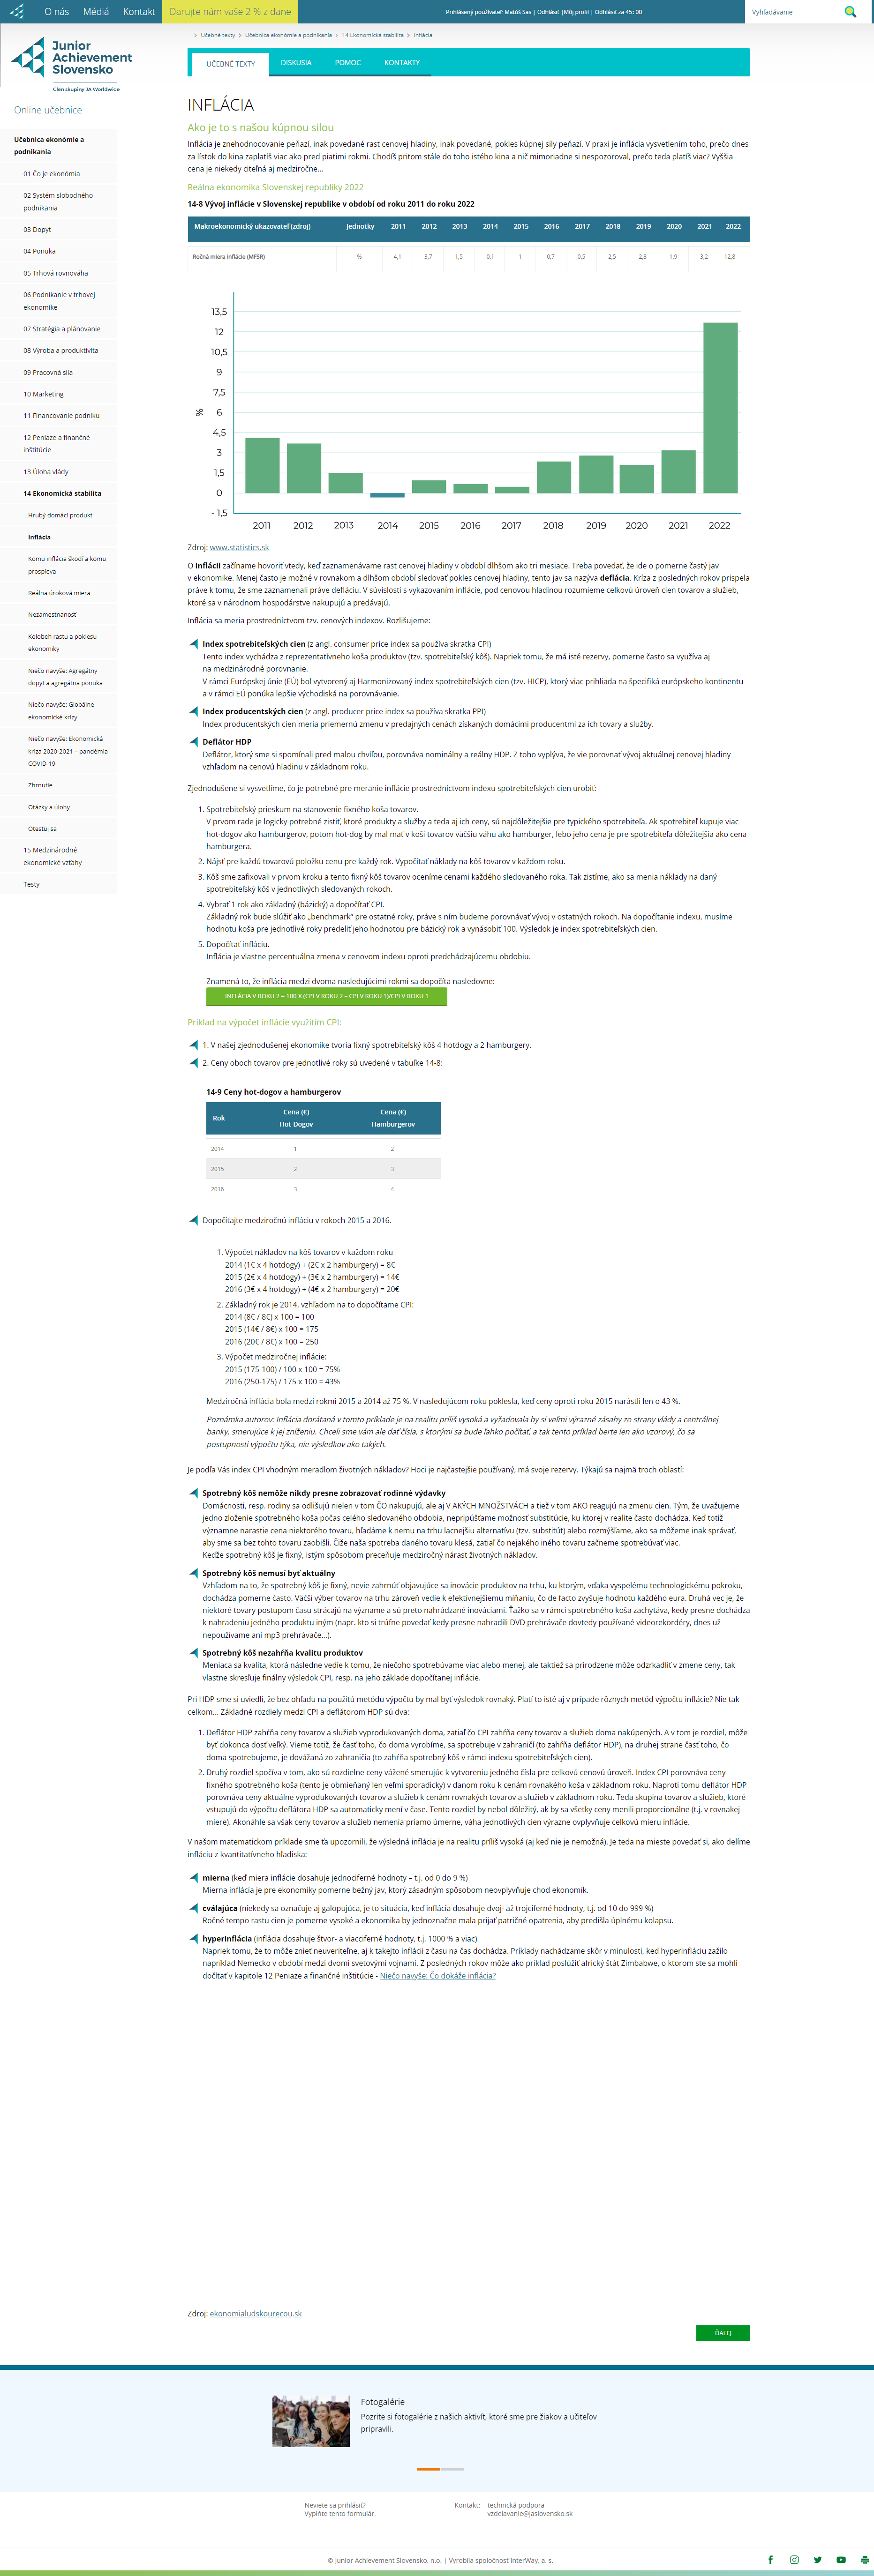 O nás Médiá Kontakt Darujte nám vaše 2 % z dane
Prihlásený používateľ: Matúš Sas | Odhlásiť |Môj profil | Odhlásiť za 45: 00
Vyhľadávanie
Junior
Achievement
Slovensko
Člen skupiny JA Worldwide
Online učebnice
Učebnica ekonómie a
podnikania
01 Čo je ekonómia
02 Systém slobodného
podnikania
03 Dopyt
04 Ponuka
05 Trhová rovnováha
06 Podnikanie v trhovej
ekonomike
07 Stratégia a plánovanie
08 Výroba a produktivita
09 Pracovná sila
10 Marketing
11 Financovanie podniku
12 Peniaze a finančné
inštitúcie
13 Úloha vlády
14 Ekonomická stabilita
Hrubý domáci produkt
Inflácia
Komu inflácia škodí a komu
prospieva
Reálna úroková miera
Nezamestnanosť
Kolobeh rastu a poklesu
ekonomiky
Niečo navyše: Agregátny
dopyt a agregátna ponuka
Niečo navyše: Globálne
ekonomické krízy
Niečo navyše: Ekonomická
kríza 2020-2021 – pandémia
COVID-19
Zhrnutie
Otázky a úlohy
Otestuj sa
15 Medzinárodné
ekonomické vzťahy
Testy
Učebné texty Učebnica ekonómie a podnikania 14 Ekonomická stabilita Inflácia
UČEBNÉ TEXTY DISKUSIA POMOC KONTAKTY
INFLÁCIA
Ako je to s našou kúpnou silou
Inflácia je znehodnocovanie peňazí, inak povedané rast cenovej hladiny, inak povedané, pokles kúpnej sily peňazí. V praxi je inflácia vysvetlením toho, prečo dnes
za lístok do kina zaplatíš viac ako pred piatimi rokmi. Chodíš pritom stále do toho istého kina a nič mimoriadne si nespozoroval, prečo teda platíš viac? Vyššia
cena je niekedy citeľná aj medziročne...
Reálna ekonomika Slovenskej republiky 2022
14-8 Vývoj inflácie v Slovenskej republike v období od roku 2011 do roku 2022
Makroekonomický ukazovateľ (zdroj) Jednotky 2011 2012 2013 2014 2015 2016 2017 2018 2019 2020 2021 2022
Ročná miera inflácie (MFSR) % 4,1 3,7 1,5 -0,1 1 0,7 0,5 2,5 2,8 1,9 3,2 12,8
13,5
12
10,5
9
7,5
6
4,5
3
1,5
0
- 1,5
%
2011 2012 2013 2014 2015 2016 2017 2018 2019 2020 2021 2022
Zdroj: www.statistics.sk
O inflácii začíname hovoriť vtedy, keď zaznamenávame rast cenovej hladiny v období dlhšom ako tri mesiace. Treba povedať, že ide o pomerne častý jav
v ekonomike. Menej často je možné v rovnakom a dlhšom období sledovať pokles cenovej hladiny, tento jav sa nazýva deflácia. Kríza z posledných rokov prispela
práve k tomu, že sme zaznamenali práve defláciu. V súvislosti s vykazovaním inflácie, pod cenovou hladinou rozumieme celkovú úroveň cien tovarov a služieb,
ktoré sa v národnom hospodárstve nakupujú a predávajú.
Inflácia sa meria prostredníctvom tzv. cenových indexov. Rozlišujeme:
Index spotrebiteľských cien (z angl. consumer price index sa používa skratka CPI)
Tento index vychádza z reprezentatívneho koša produktov (tzv. spotrebiteľský kôš). Napriek tomu, že má isté rezervy, pomerne často sa využíva aj
na medzinárodné porovnanie.
V rámci Európskej únie (EÚ) bol vytvorený aj Harmonizovaný index spotrebiteľských cien (tzv. HICP), ktorý viac prihliada na špecifiká európskeho kontinentu
a v rámci EÚ ponúka lepšie východiská na porovnávanie.
Index producentských cien (z angl. producer price index sa používa skratka PPI)
Index producentských cien meria priemernú zmenu v predajných cenách získaných domácimi producentmi za ich tovary a služby.
Deflátor HDP
Deflátor, ktorý sme si spomínali pred malou chvíľou, porovnáva nominálny a reálny HDP. Z toho vyplýva, že vie porovnať vývoj aktuálnej cenovej hladiny
vzhľadom na cenovú hladinu v základnom roku.
Zjednodušene si vysvetlíme, čo je potrebné pre meranie inflácie prostredníctvom indexu spotrebiteľských cien urobiť:
1. Spotrebiteľský prieskum na stanovenie fixného koša tovarov.
V prvom rade je logicky potrebné zistiť, ktoré produkty a služby a teda aj ich ceny, sú najdôležitejšie pre typického spotrebiteľa. Ak spotrebiteľ kupuje viac
hot-dogov ako hamburgerov, potom hot-dog by mal mať v koši tovarov väčšiu váhu ako hamburger, lebo jeho cena je pre spotrebiteľa dôležitejšia ako cena
hamburgera.
2. Nájsť pre každú tovarovú položku cenu pre každý rok. Vypočítať náklady na kôš tovarov v každom roku.
3. Kôš sme zafixovali v prvom kroku a tento fixný kôš tovarov oceníme cenami každého sledovaného roka. Tak zistíme, ako sa menia náklady na daný
spotrebiteľský kôš v jednotlivých sledovaných rokoch.
4. Vybrať 1 rok ako základný (bázický) a dopočítať CPI.
Základný rok bude slúžiť ako „benchmark“ pre ostatné roky, práve s ním budeme porovnávať vývoj v ostatných rokoch. Na dopočítanie indexu, musíme
hodnotu koša pre jednotlivé roky predeliť jeho hodnotou pre bázický rok a vynásobiť 100. Výsledok je index spotrebiteľských cien.
5. Dopočítať infláciu.
Inflácia je vlastne percentuálna zmena v cenovom indexu oproti predchádzajúcemu obdobiu.
Znamená to, že inflácia medzi dvoma nasledujúcimi rokmi sa dopočíta nasledovne:
INFLÁCIA V ROKU 2 = 100 X (CPI V ROKU 2 – CPI V ROKU 1)/CPI V ROKU 1
Príklad na výpočet inflácie využitím CPI:
1. V našej zjednodušenej ekonomike tvoria fixný spotrebiteľský kôš 4 hotdogy a 2 hamburgery.
2. Ceny oboch tovarov pre jednotlivé roky sú uvedené v tabuľke 14-8:
14-9 Ceny hot-dogov a hamburgerov
Rok Cena (€) Hot-Dogov Cena (€) Hamburgerov
2014 1 2
2015 2 3
2016 3 4
Dopočítajte medziročnú infláciu v rokoch 2015 a 2016.
1. Výpočet nákladov na kôš tovarov v každom roku
2014 (1€ x 4 hotdogy) + (2€ x 2 hamburgery) = 8€
2015 (2€ x 4 hotdogy) + (3€ x 2 hamburgery) = 14€
2016 (3€ x 4 hotdogy) + (4€ x 2 hamburgery) = 20€
2. Základný rok je 2014, vzhľadom na to dopočítame CPI:
2014 (8€ / 8€) x 100 = 100
2015 (14€ / 8€) x 100 = 175
2016 (20€ / 8€) x 100 = 250
3. Výpočet medziročnej inflácie:
2015 (175-100) / 100 x 100 = 75%
2016 (250-175) / 175 x 100 = 43%
Medziročná inflácia bola medzi rokmi 2015 a 2014 až 75 %. V nasledujúcom roku poklesla, keď ceny oproti roku 2015 narástli len o 43 %.
Poznámka autorov: Inflácia dorátaná v tomto príklade je na realitu príliš vysoká a vyžadovala by si veľmi výrazné zásahy zo strany vlády a centrálnej
banky, smerujúce k jej zníženiu. Chceli sme vám ale dať čísla, s ktorými sa bude ľahko počítať, a tak tento príklad berte len ako vzorový, čo sa
postupnosti výpočtu týka, nie výsledkov ako takých.
Je podľa Vás index CPI vhodným meradlom životných nákladov? Hoci je najčastejšie používaný, má svoje rezervy. Týkajú sa najmä troch oblastí:
Spotrebný kôš nemôže nikdy presne zobrazovať rodinné výdavky
Domácnosti, resp. rodiny sa odlišujú nielen v tom ČO nakupujú, ale aj V AKÝCH MNOŽSTVÁCH a tiež v tom AKO reagujú na zmenu cien. Tým, že uvažujeme
jedno zloženie spotrebného koša počas celého sledovaného obdobia, nepripúšťame možnosť substitúcie, ku ktorej v realite často dochádza. Keď totiž
významne narastie cena niektorého tovaru, hľadáme k nemu na trhu lacnejšiu alternatívu (tzv. substitút) alebo rozmýšľame, ako sa môžeme inak správať,
aby sme sa bez tohto tovaru zaobišli. Čiže naša spotreba daného tovaru klesá, zatiaľ čo nejakého iného tovaru začneme spotrebúvať viac.
Keďže spotrebný kôš je fixný, istým spôsobom preceňuje medziročný nárast životných nákladov.
Spotrebný kôš nemusí byť aktuálny
Vzhľadom na to, že spotrebný kôš je fixný, nevie zahrnúť objavujúce sa inovácie produktov na trhu, ku ktorým, vďaka vyspelému technologickému pokroku,
dochádza pomerne často. Väčší výber tovarov na trhu zároveň vedie k efektívnejšiemu míňaniu, čo de facto zvyšuje hodnotu každého eura. Druhá vec je, že
niektoré tovary postupom času strácajú na význame a sú preto nahrádzané inováciami. Ťažko sa v rámci spotrebného koša zachytáva, kedy presne dochádza
k nahradeniu jedného produktu iným (napr. kto si trúfne povedať kedy presne nahradili DVD prehrávače dovtedy používané videorekordéry, dnes už
nepoužívame ani mp3 prehrávače...).
Spotrebný kôš nezahŕňa kvalitu produktov
Meniaca sa kvalita, ktorá následne vedie k tomu, že niečoho spotrebúvame viac alebo menej, ale taktiež sa prirodzene môže odzrkadliť v zmene ceny, tak
vlastne skresľuje finálny výsledok CPI, resp. na jeho základe dopočítanej inflácie.
Pri HDP sme si uviedli, že bez ohľadu na použitú metódu výpočtu by mal byť výsledok rovnaký. Platí to isté aj v prípade rôznych metód výpočtu inflácie? Nie tak
celkom... Základné rozdiely medzi CPI a deflátorom HDP sú dva:
1. Deflátor HDP zahŕňa ceny tovarov a služieb vyprodukovaných doma, zatiaľ čo CPI zahŕňa ceny tovarov a služieb doma nakúpených. A v tom je rozdiel, môže
byť dokonca dosť veľký. Vieme totiž, že časť toho, čo doma vyrobíme, sa spotrebuje v zahraničí (to zahŕňa deflátor HDP), na druhej strane časť toho, čo
doma spotrebujeme, je dovážaná zo zahraničia (to zahŕňa spotrebný kôš v rámci indexu spotrebiteľských cien).
2. Druhý rozdiel spočíva v tom, ako sú rozdielne ceny vážené smerujúc k vytvoreniu jedného čísla pre celkovú cenovú úroveň. Index CPI porovnáva ceny
fixného spotrebného koša (tento je obmieňaný len veľmi sporadicky) v danom roku k cenám rovnakého koša v základnom roku. Naproti tomu deflátor HDP
porovnáva ceny aktuálne vyprodukovaných tovarov a služieb k cenám rovnakých tovarov a služieb v základnom roku. Teda skupina tovarov a služieb, ktoré
vstupujú do výpočtu deflátora HDP sa automaticky mení v čase. Tento rozdiel by nebol dôležitý, ak by sa všetky ceny menili proporcionálne (t.j. v rovnakej
miere). Akonáhle sa však ceny tovarov a služieb nemenia priamo úmerne, váha jednotlivých cien výrazne ovplyvňuje celkovú mieru inflácie.
V našom matematickom príklade sme ťa upozornili, že výsledná inflácia je na realitu príliš vysoká (aj keď nie je nemožná). Je teda na mieste povedať si, ako delíme
infláciu z kvantitatívneho hľadiska:
mierna (keď miera inflácie dosahuje jednociferné hodnoty – t.j. od 0 do 9 %)
Mierna inflácia je pre ekonomiky pomerne bežný jav, ktorý zásadným spôsobom neovplyvňuje chod ekonomík.
cválajúca (niekedy sa označuje aj galopujúca, je to situácia, keď inflácia dosahuje dvoj- až trojciferné hodnoty, t.j. od 10 do 999 %)
Ročné tempo rastu cien je pomerne vysoké a ekonomika by jednoznačne mala prijať patričné opatrenia, aby predišla úplnému kolapsu.
hyperinflácia (inflácia dosahuje štvor- a viacciferné hodnoty, t.j. 1000 % a viac)
Napriek tomu, že to môže znieť neuveriteľne, aj k takejto inflácii z času na čas dochádza. Príklady nachádzame skôr v minulosti, keď hyperinfláciu zažilo
napríklad Nemecko v období medzi dvomi svetovými vojnami. Z posledných rokov môže ako príklad poslúžiť africký štát Zimbabwe, o ktorom ste sa mohli
dočítať v kapitole 12 Peniaze a finančné inštitúcie - Niečo navyše: Čo dokáže inflácia?
Zdroj: ekonomialudskourecou.sk
ĎALEJ
Fotogalérie
Pozrite si fotogalérie z našich aktivít, ktoré sme pre žiakov a učiteľov
pripravili.
Neviete sa prihlásiť?
Vyplňte tento formulár.
Kontakt: technická podpora
vzdelavanie@jaslovensko.sk
© Junior Achievement Slovensko, n.o. | Vyrobila spoločnosť InterWay, a. s.